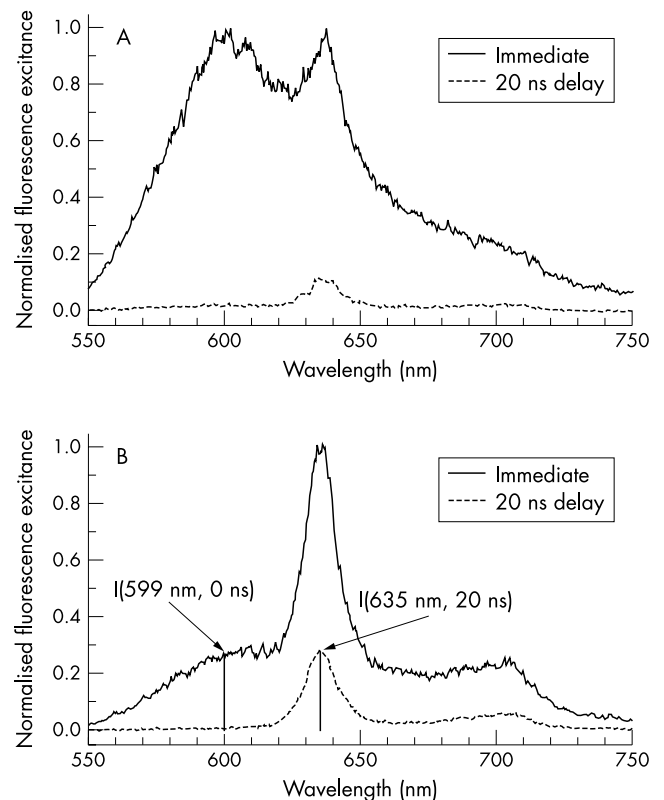 A
Immediate
20 ns delay
Normalised fluorescence excitance
1.0
0.8
0.6
0.4
0.2
0.0
550 600 650 700 750
Wavelength (nm)
B
Immediate
20 ns delay
I(599 nm, 0 ns)
I(635 nm, 20 ns)
Normalised fluorescence excitance
1.0
0.8
0.6
0.4
0.2
0.0
550 600 650 700 750
Wavelength (nm)